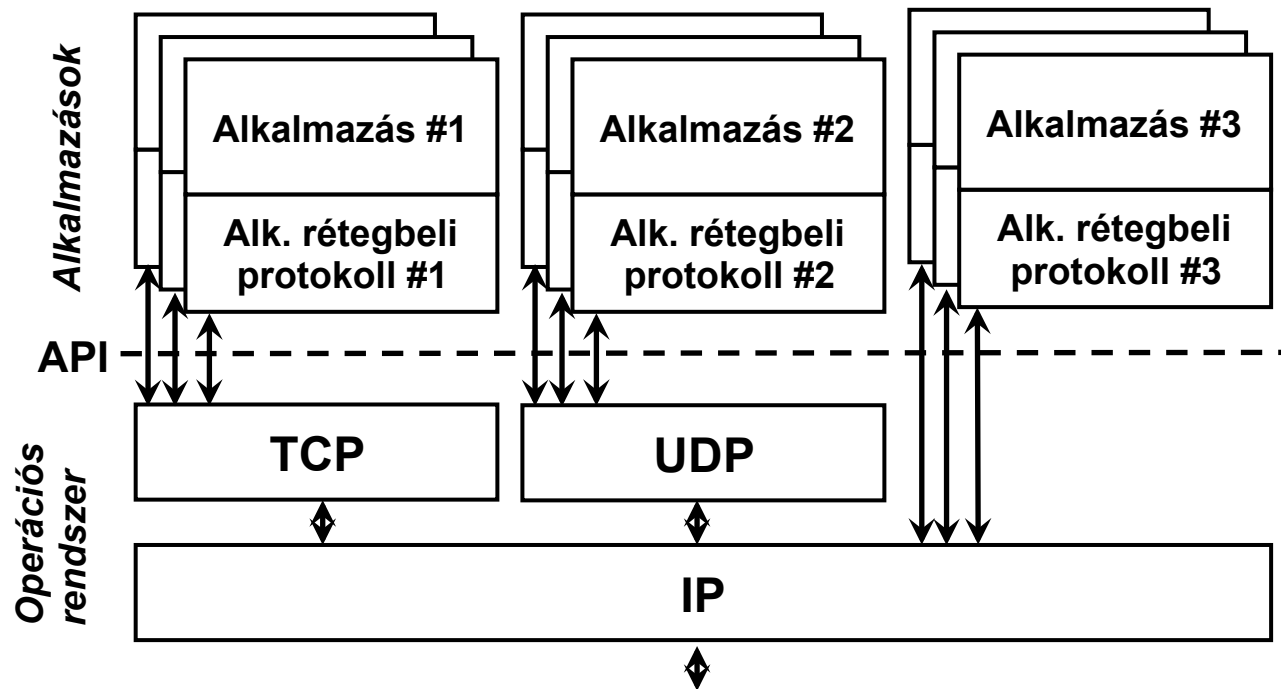 Alkalmazások
Alkalmazás #1
Alk. rétegbeli
protokoll #1
Alkalmazás #2
Alk. rétegbeli
protokoll #2
Alkalmazás #3
Alk. rétegbeli
protokoll #3
API
Operációs
rendszer
TCP
UDP
IP